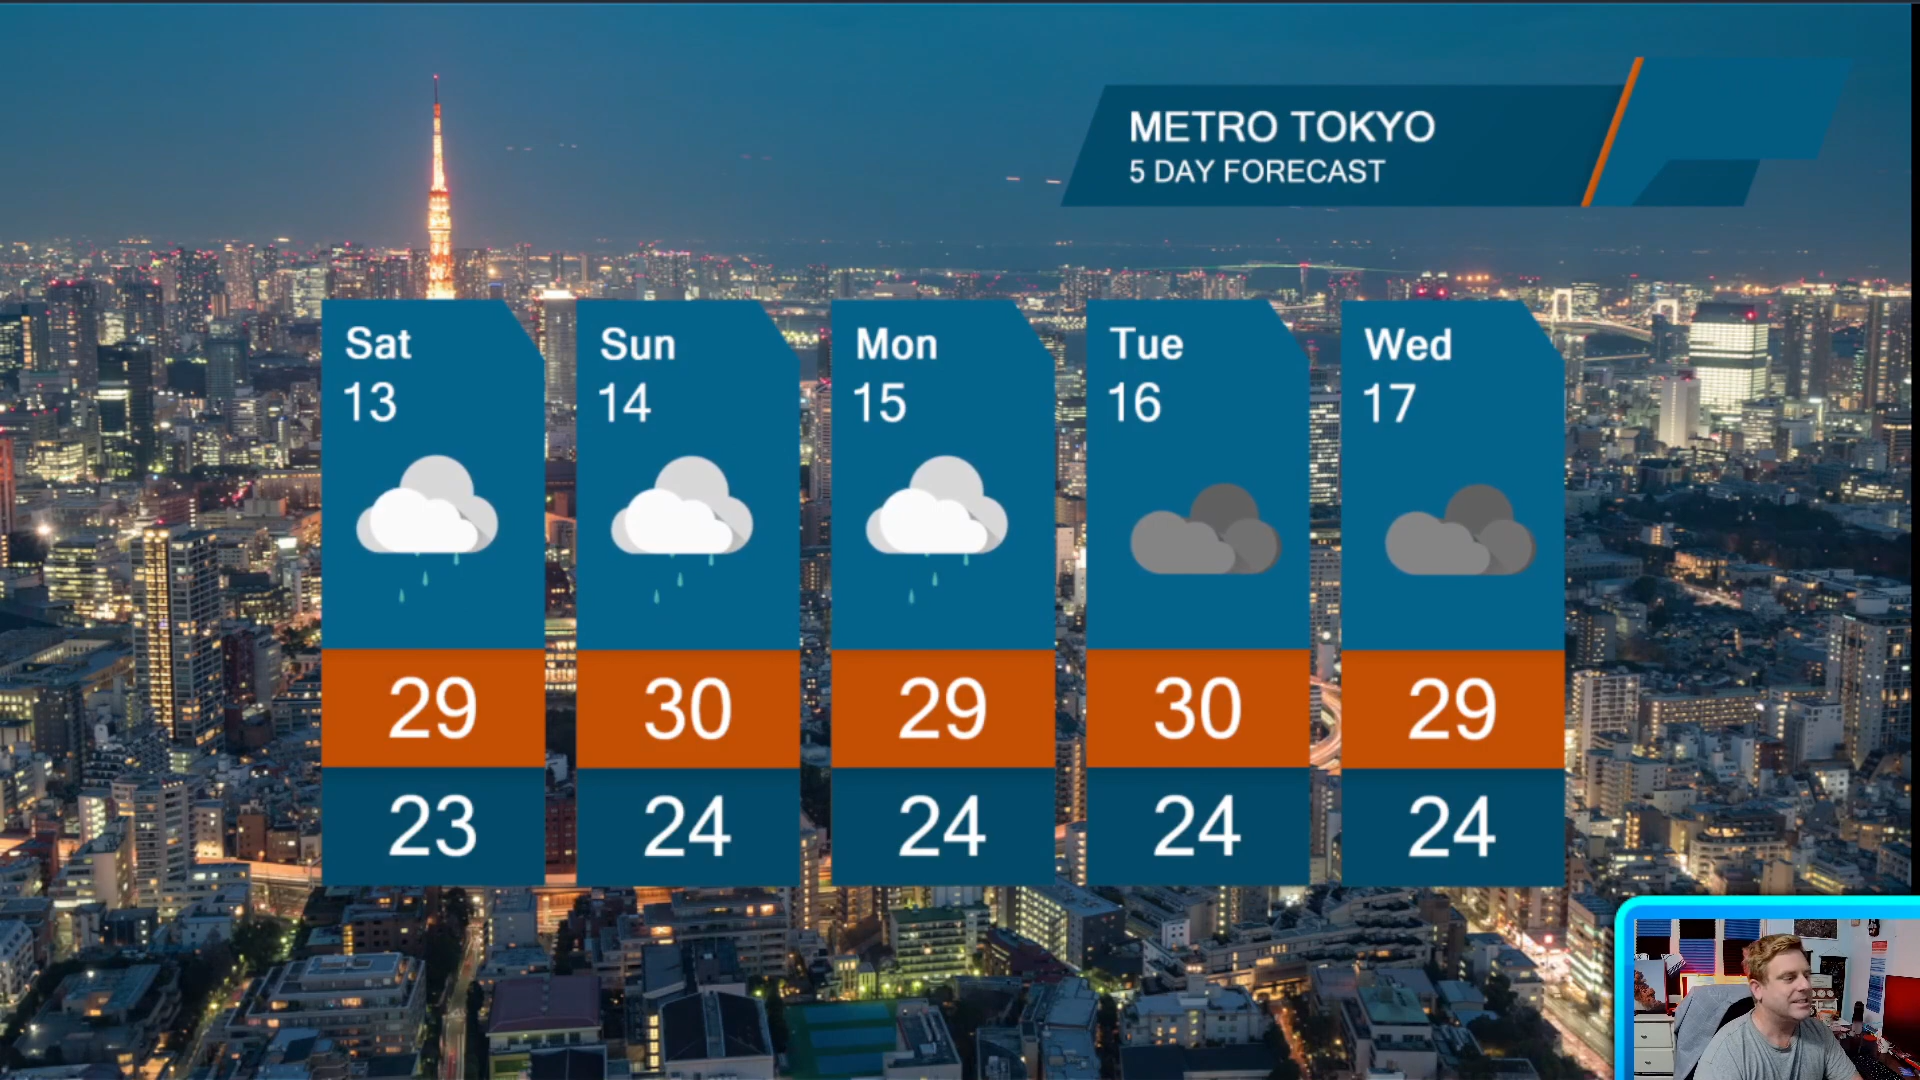 METRO TOKYO
5 DAY FORECAST
Sat
13
29
23
Sun
14
30
24
Mon
15
29
24
Tue
16
30
24
Wed
17
29
24